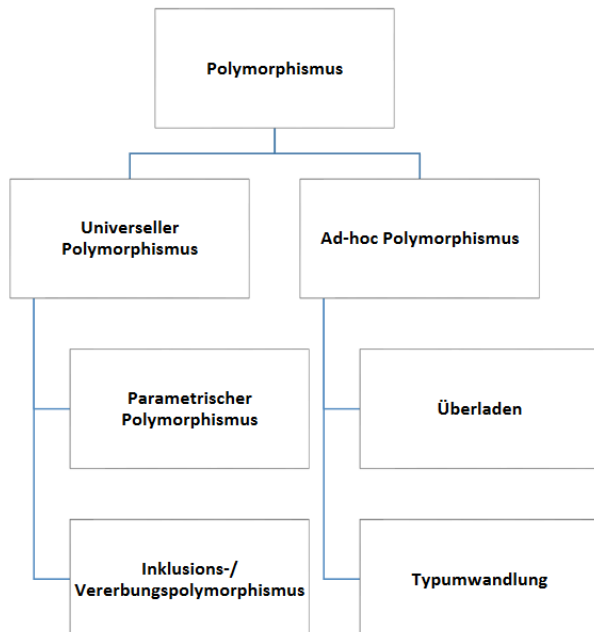 Polymorphismus
Universeller
Polymorphismus
Ad-hoc Polymorphismus
Parametrischer
Polymorphismus
Überladen
Inklusions-/
Vererbungspolymorphismus
Typumwandlung